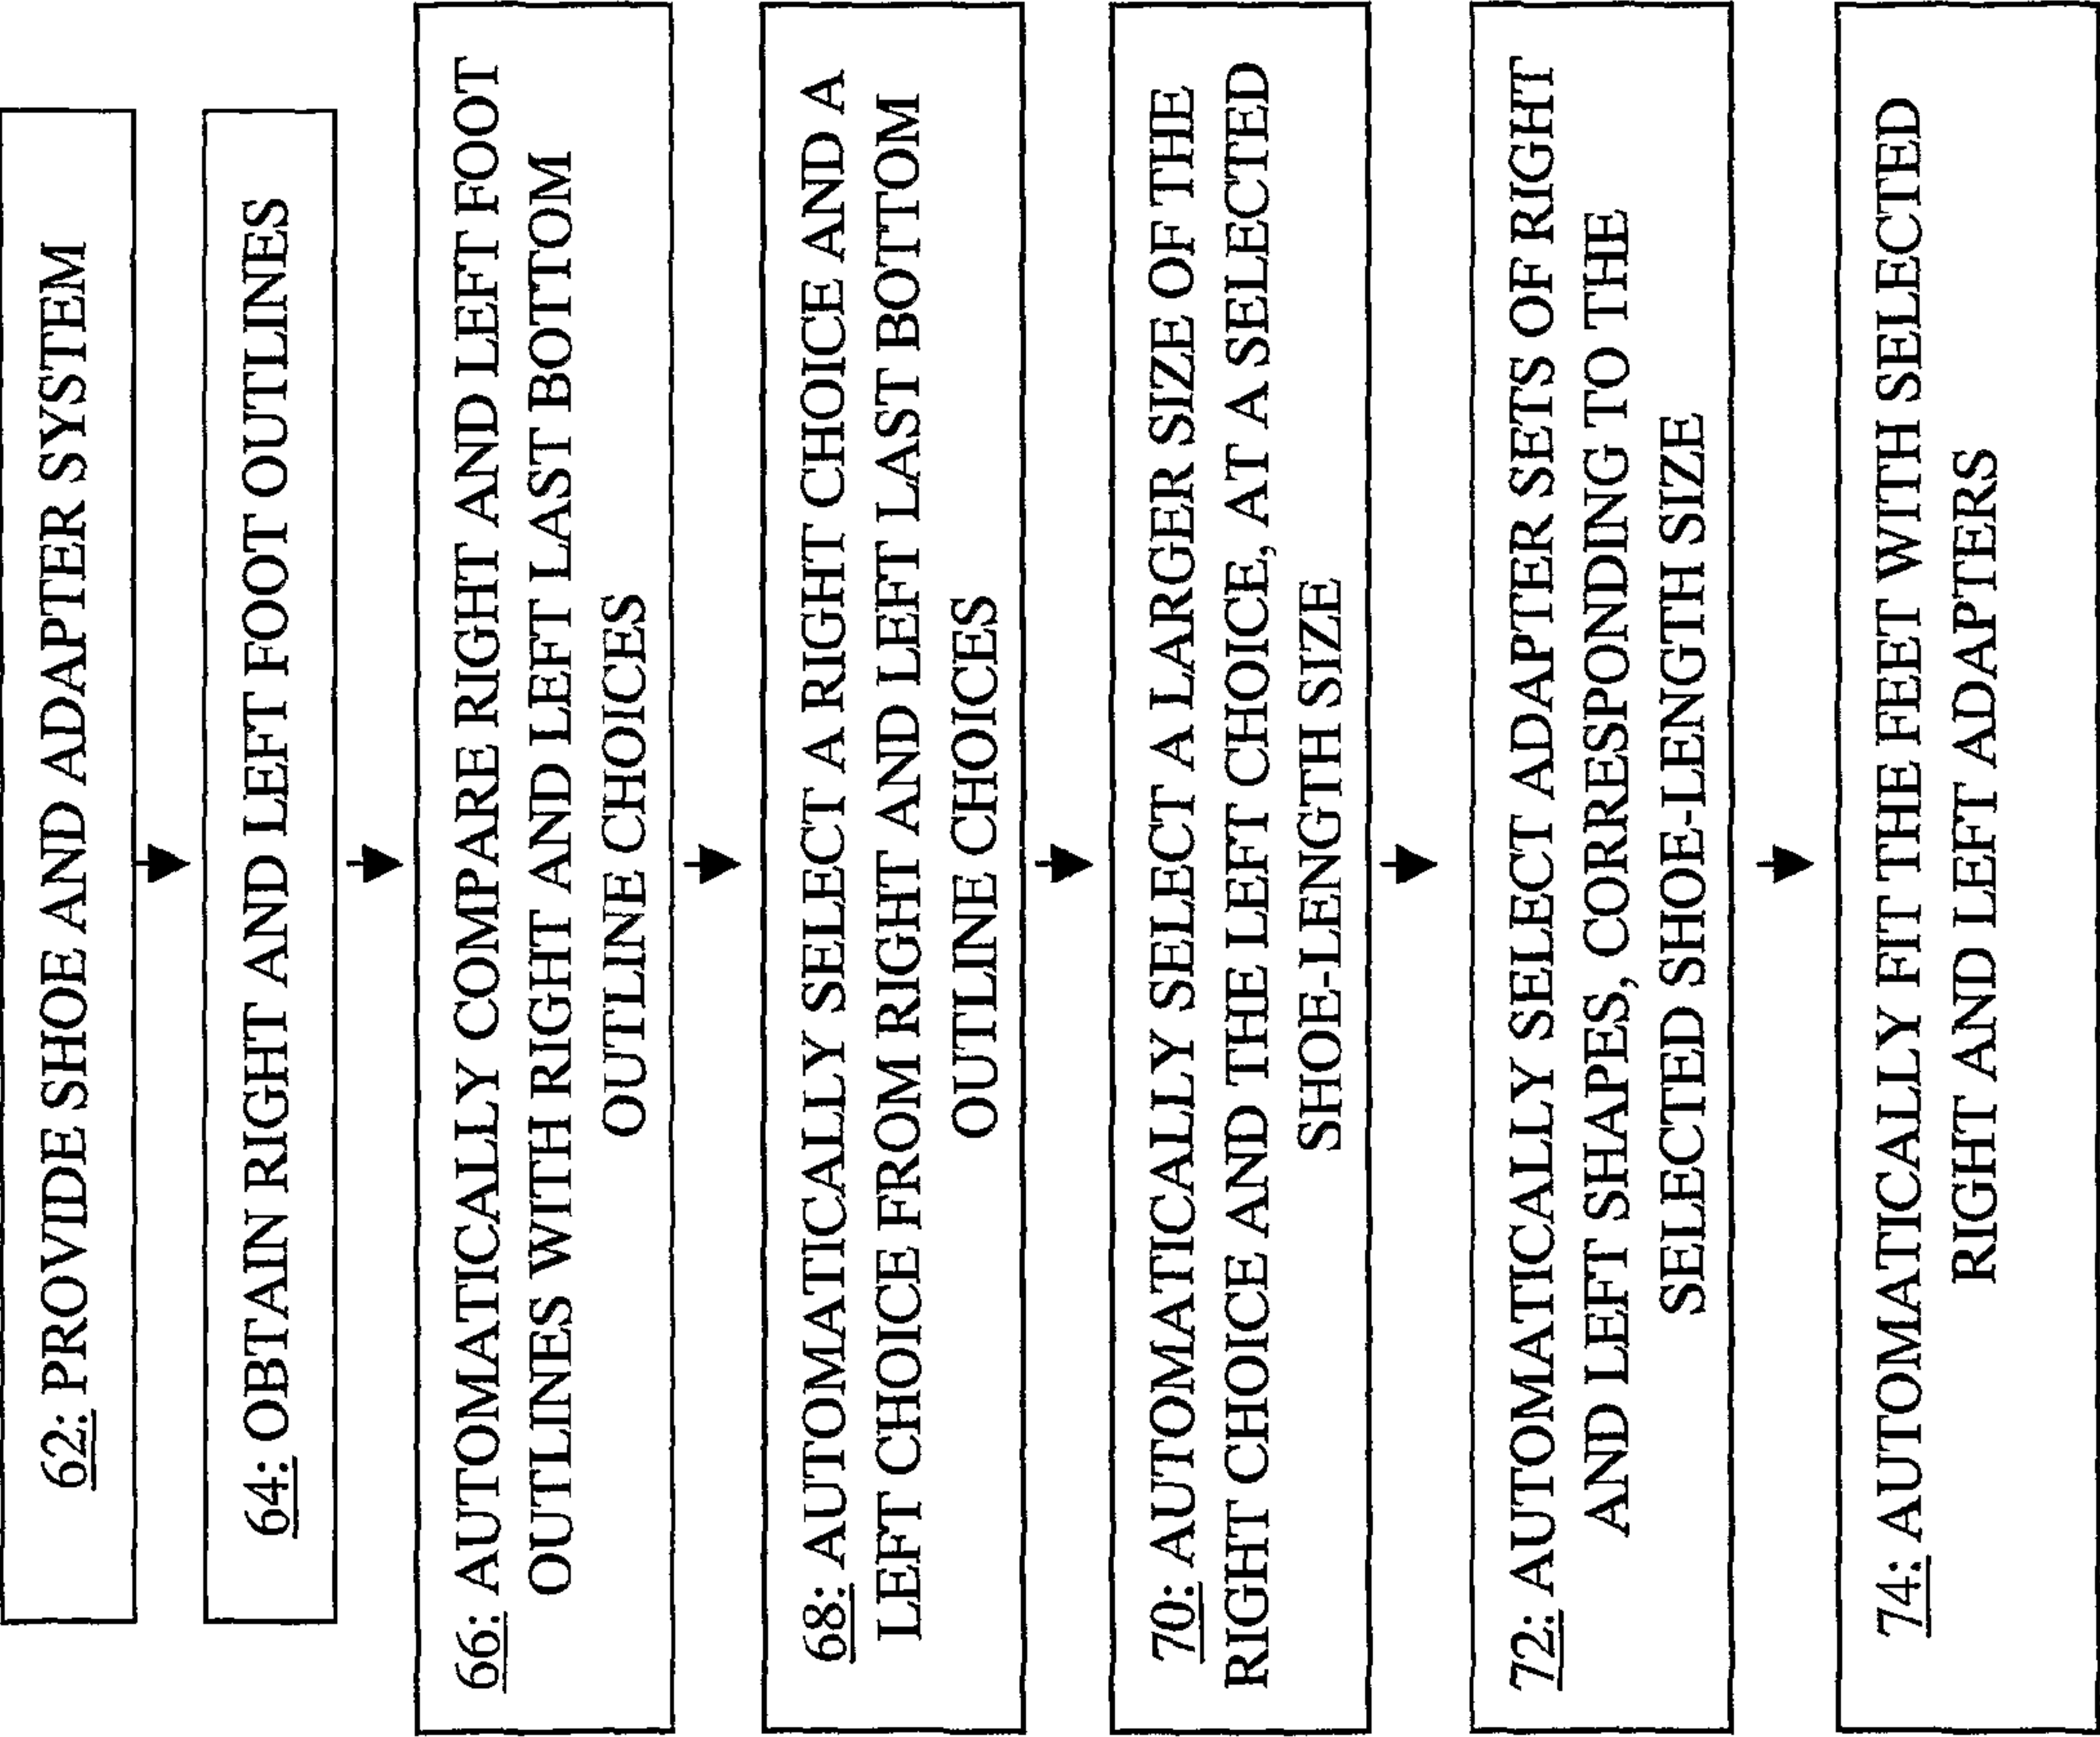 62: PROVIDE SHOE AND ADAPTER SYSTEM
64: OBTAIN RIGHT AND LEFT FOOT OUTLINES
66: AUTOMATICALLY COMPARE RIGHT AND LEFT FOOT
OUTLINES WITH RIGHT AND LEFT LAST BOTTOM
OUTLINE CHOICES
68: AUTOMATICALLY SELECT A RIGHT CHOICE AND A
LEFT CHOICE FROM RIGHT AND LEFT LAST BOTTOM
OUTLINE CHOICES
70: AUTOMATICALLY SELECT A LARGER SIZE OF THE
RIGHT CHOICE AND THE LEFT CHOICE, AT A SELECTED
SHOE-LENGTH SIZE
72: AUTOMATICALLY SELECT ADAPTER SETS OF RIGHT
AND LEFT SHAPES, CORRESPONDING TO THE
SELECTED SHOE-LENGTH SIZE
74: AUTOMATICALLY FIT THE FEET WITH SELECTED
RIGHT AND LEFT ADAPTERS